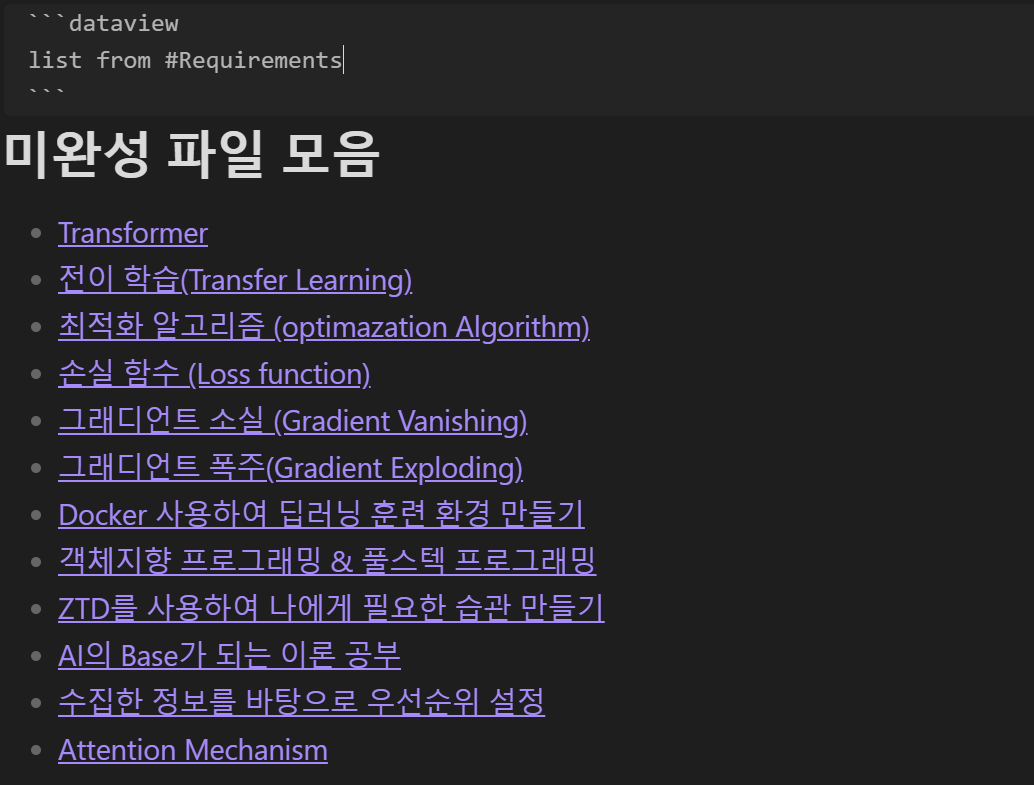 ```dataview
list from #Requirements
```
미완성 파일 모음
Transformer
전이 학습(Transfer Learning)
최적화 알고리즘 (optimazation Algorithm)
손실 함수 (Loss function)
그래디언트 소실 (Gradient Vanishing)
그래디언트 폭주(Gradient Exploding)
Docker 사용하여 딥러닝 훈련 환경 만들기
객체지향 프로그래밍 & 풀스텍 프로그래밍
ZTD를 사용하여 나에게 필요한 습관 만들기
AI의 Base가 되는 이론 공부
수집한 정보를 바탕으로 우선순위 설정
Attention Mechanism